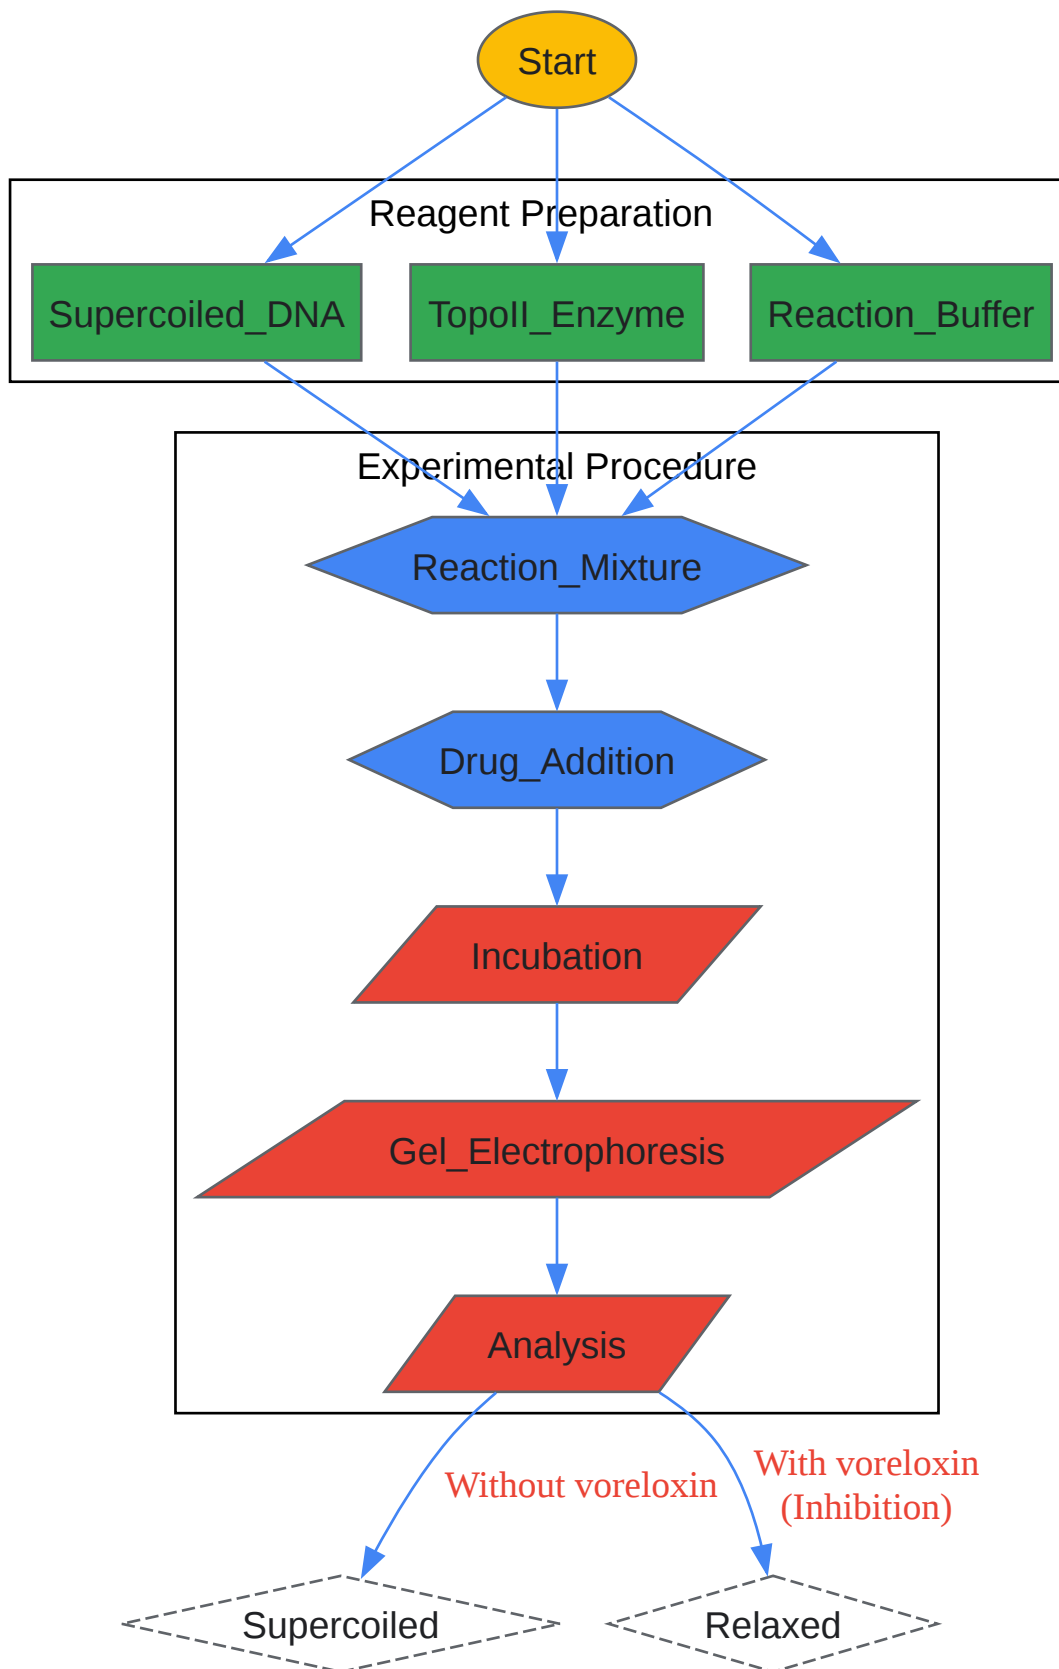 Start
Reagent Preparation
Supercoiled_DNA
TopoII_Enzyme
Reaction_Buffer
Experimental Procedure
Reaction_Mixture
Drug_Addition
Incubation
Gel_Electrophoresis
Analysis
Without voreloxin
With voreloxin
(Inhibition)
Supercoiled
Relaxed